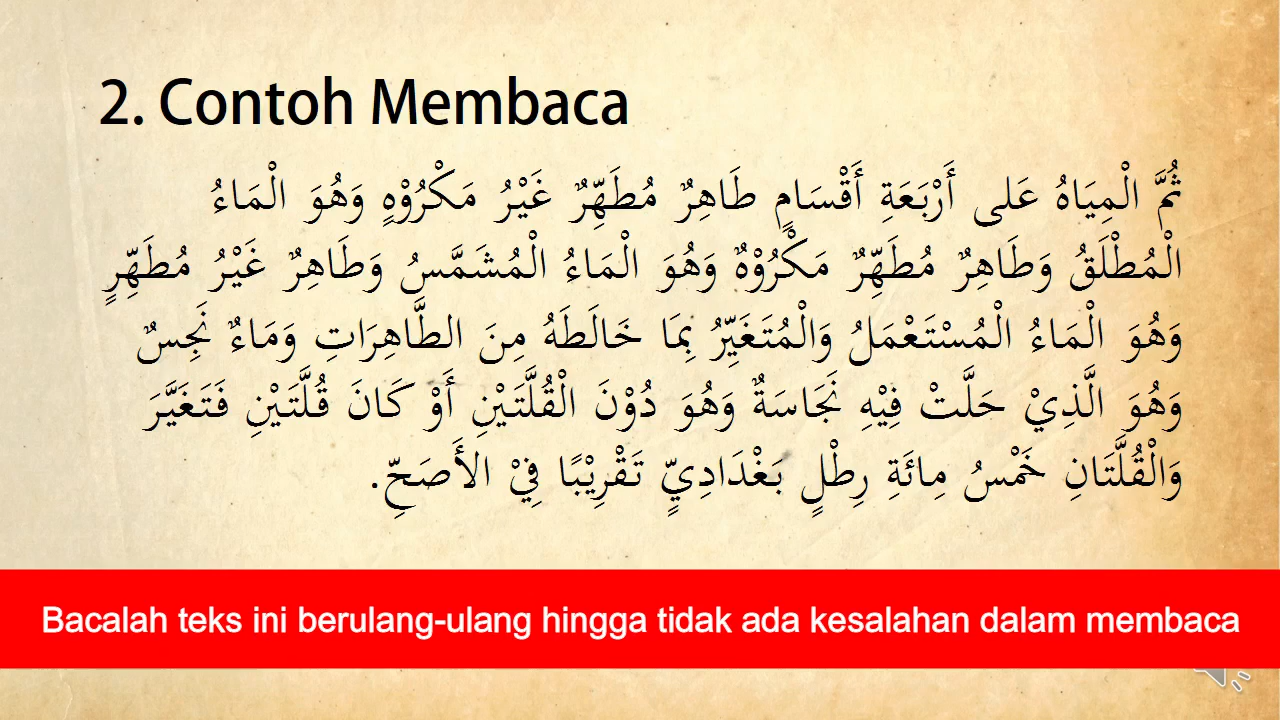 2. Contoh Membaca
ثُمَّ الْمِيَاهُ عَلى أَرْبَعَةِ أَقْسَامٍ طَاهِرٌ مُطَهِّرٌ غَيْرُ مَكْرُوْهٍ وَهُوَ الْمَاءُ
الْمُطْلَقُ وَطَاهِرٌ مُطَهِّرٌ مَكْرُوْهٌ وَهُوَ الْمَاءُ الْمُشَمَّسُ وَطَاهِرٌ غَيْرُ مُطَهِّرٍ
وَهُوَ الْمَاءُ الْمُسْتَعْمَلُ وَالْمُتَغَيِّرُ بِمَا خَالَطَهُ مِنَ الطَّاهِرَاتِ وَمَاءٌ نَجِسٌ
وَهُوَ الَّذِيْ حَلَّتْ فِيْهِ نَجَاسَةٌ وَهُوَ دُوْنَ الْقُلَّتَيْنِ أَوْ كَانَ قُلَّتَيْنِ فَتَغَيَّرَ
وَالْقُلَّتَانِ خَمْسُ مِائَةِ رِطْلٍ بَغْدَادِيٍّ تَقْرِيْبًا فِيْ الأَصَحِّ.
Bacalah teks ini berulang-ulang hingga tidak ada kesalahan dalam membaca